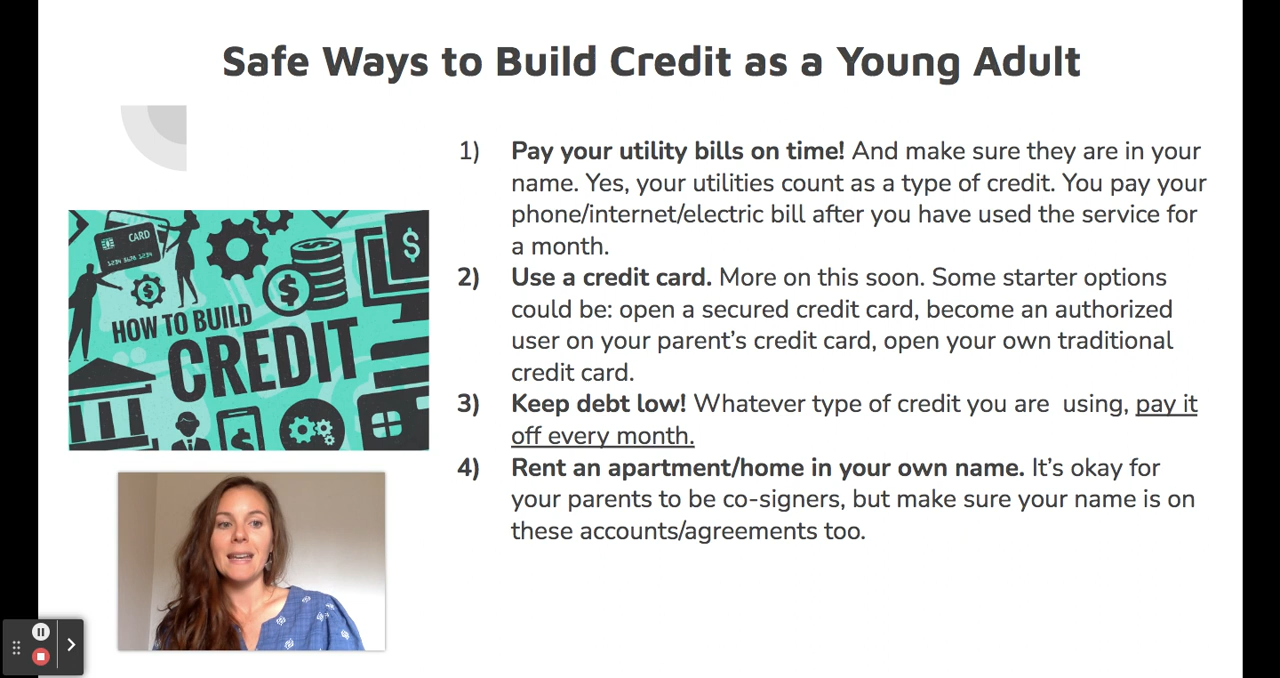 Safe Ways to Build Credit as a Young Adult
1) Pay your utility bills on time! And make sure they are in your
name. Yes, your utilities count as a type of credit. You pay your
phone/internet/electric bill after you have used the service for
a month.
2) Use a credit card. More on this soon. Some starter options
could be: open a secured credit card, become an authorized
user on your parent’s credit card, open your own traditional
credit card.
3) Keep debt low! Whatever type of credit you are  using, pay it
off every month.
4) Rent an apartment/home in your own name. It’s okay for
your parents to be co-signers, but make sure your name is on
these accounts/agreements too.
CARD
$
$
HOW TO BUILD
CREDIT
$
$